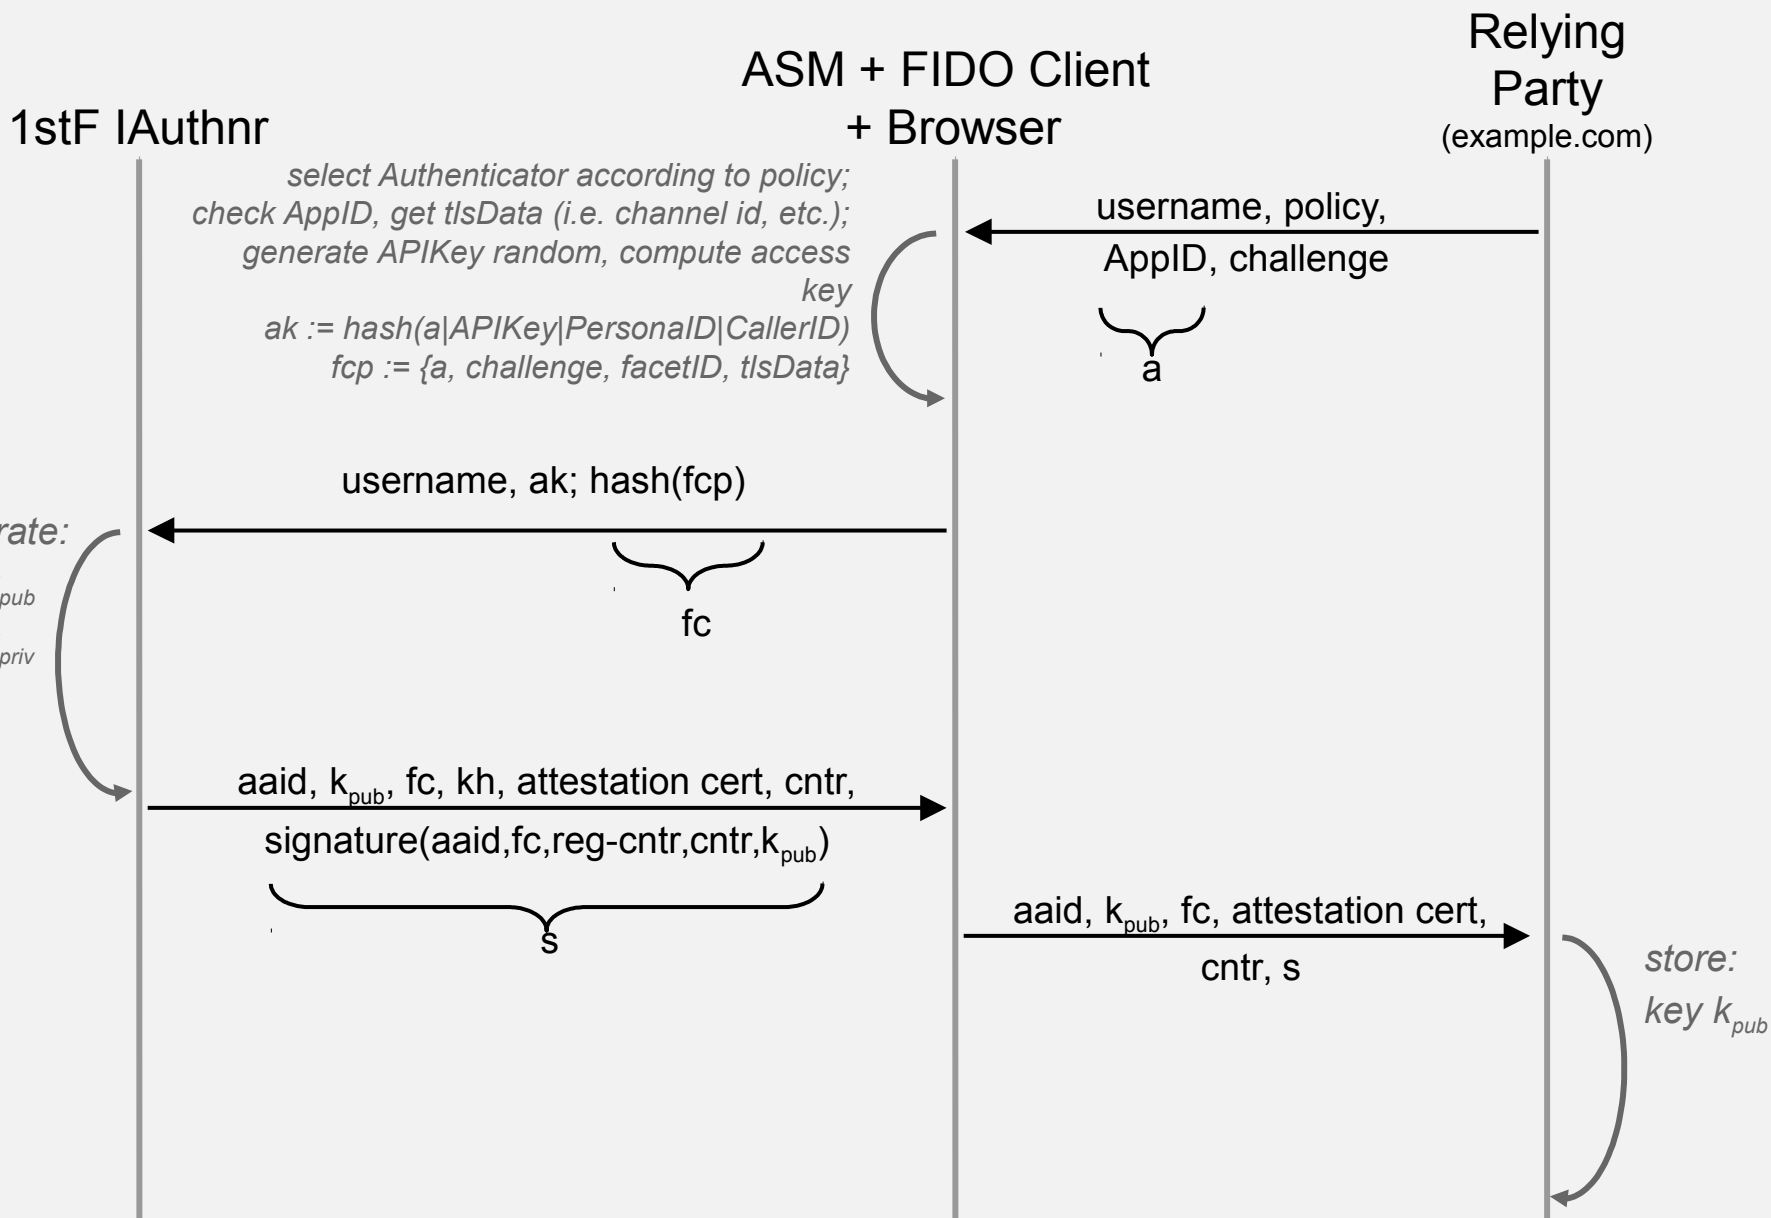 1stF IAuthnr
ASM + FIDO Client
+ Browser
Relying
Party
(example.com)
select Authenticator according to policy;
check AppID, get tlsData (i.e. channel id, etc.);
generate APIKey random, compute access
key
ak := hash(a|APIKey|PersonaID|CallerID)
fcp := {a, challenge, facetID, tlsData}
username, policy,
AppID, challenge
a
username, ak; hash(fcp)
fc
rate:
pub
priv
aaid, kpub, fc, kh, attestation cert, cntr,
signature(aaid,fc,reg-cntr,cntr,kpub)
s
aaid, kpub, fc, attestation cert,
cntr, s
store:
key kpub